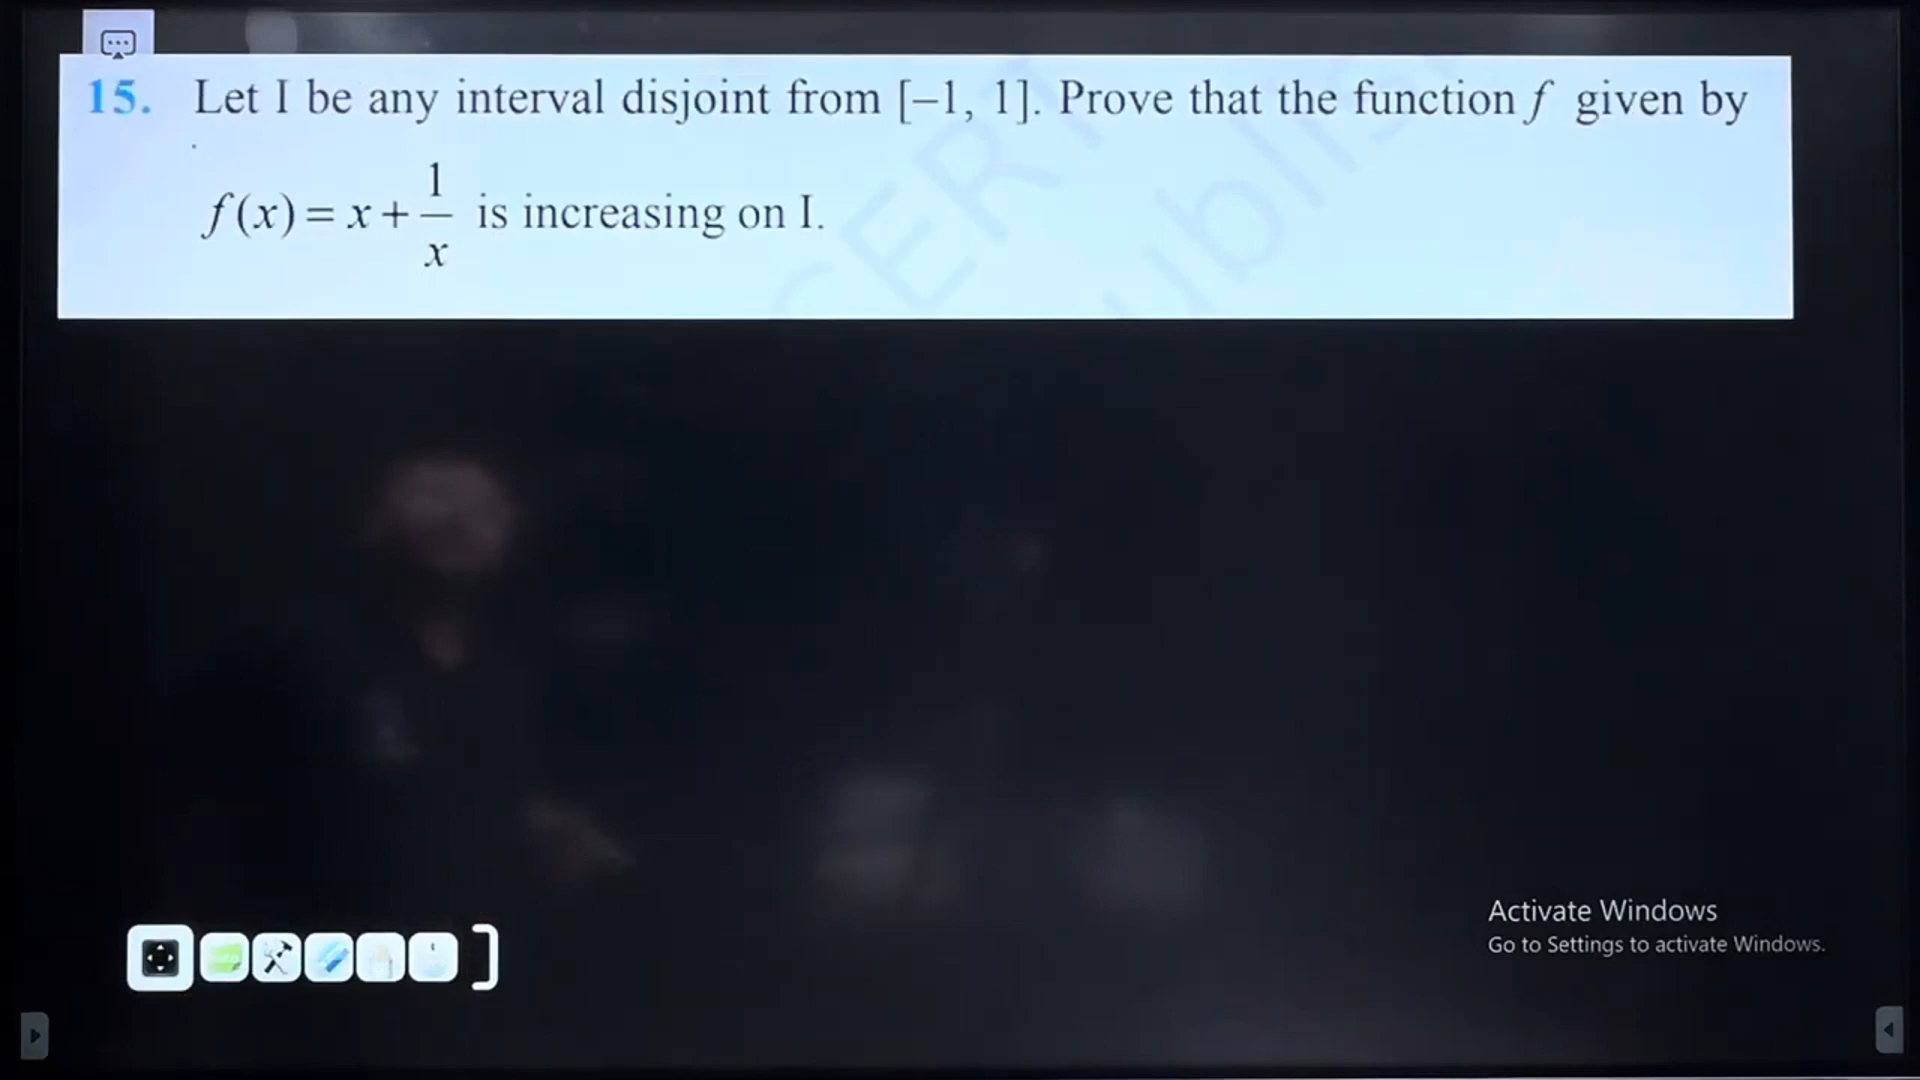 15. Let I be any interval disjoint from [–1, 1]. Prove that the function f given by
f(x) = x + 1/x is increasing on I.
Activate Windows
Go to Settings to activate Windows.